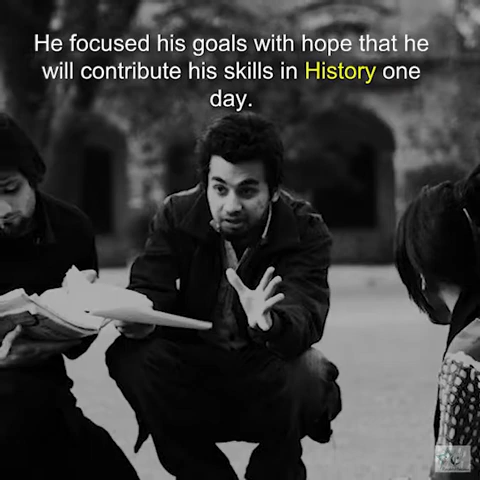 He focused his goals with hope that he
will contribute his skills in History one
day.